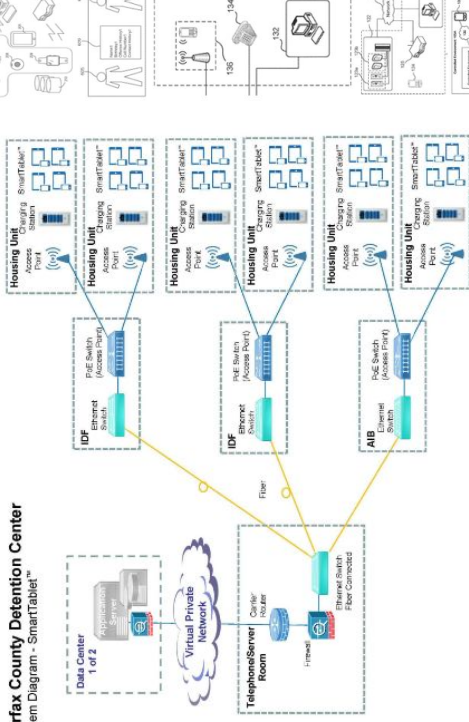 rfax County Detention Center
em Diagram - SmartTablet™
Data Center
1 of 2
Application
Server
Virtual Private
Network
Telephone/Server
Room
Carrier
Router
Firewall
Ethernet Switch
Fiber Connected
Fiber
IDF
Ethernet
Switch
PoE Switch
(Access Point)
IDF
Ethernet
Switch
PoE Switch
(Access Point)
AIB
Ethernet
Switch
PoE Switch
(Access Point)
Housing Unit
Access
Point
Charging
Station
SmartTablet™
Housing Unit
Access
Point
Charging
Station
SmartTablet™
Housing Unit
Access
Point
Charging
Station
SmartTablet™
Housing Unit
Access
Point
Charging
Station
SmartTablet™
Housing Unit
Access
Point
Charging
Station
SmartTablet™
Housing Unit
Access
Point
Charging
Station
SmartTablet™
136
134
132